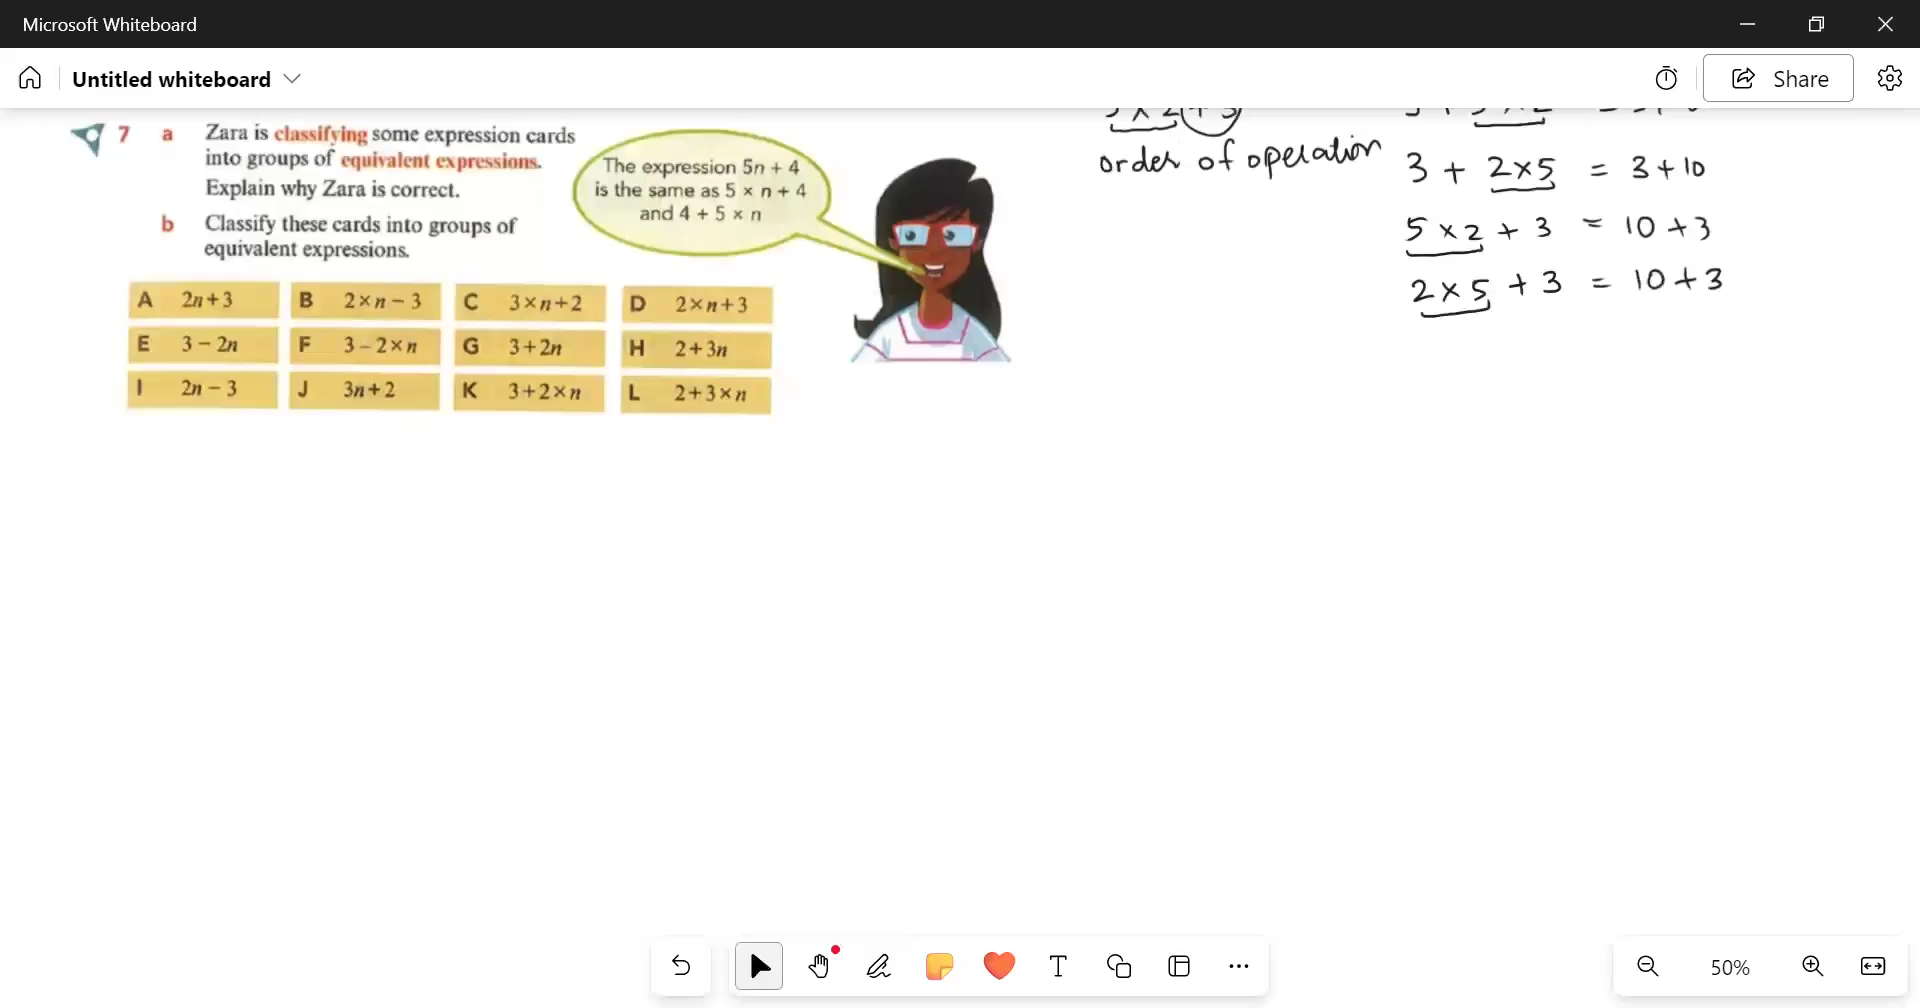 Microsoft Whiteboard
Untitled whiteboard
Share
7 a Zara is classifying some expression cards
into groups of equivalent expressions.
Explain why Zara is correct.
b Classify these cards into groups of
equivalent expressions.
The expression 5n + 4
is the same as 5 × n + 4
and 4 + 5 × n
A 2n+3 B 2×n−3 C 3×n+2 D 2×n+3
E 3−2n F 3−2×n G 3+2n H 2+3n
I 2n−3 J 3n+2 K 3+2×n L 2+3×n
order of operation
3 + 2×5 = 3+10
5×2 + 3 = 10+3
2×5 + 3 = 10+3
50%